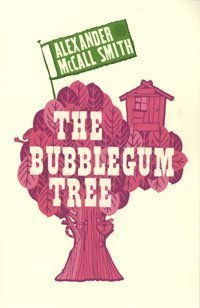 ALEXANDER
McCALL SMITH
THE
BUBBLEGUM
TREE